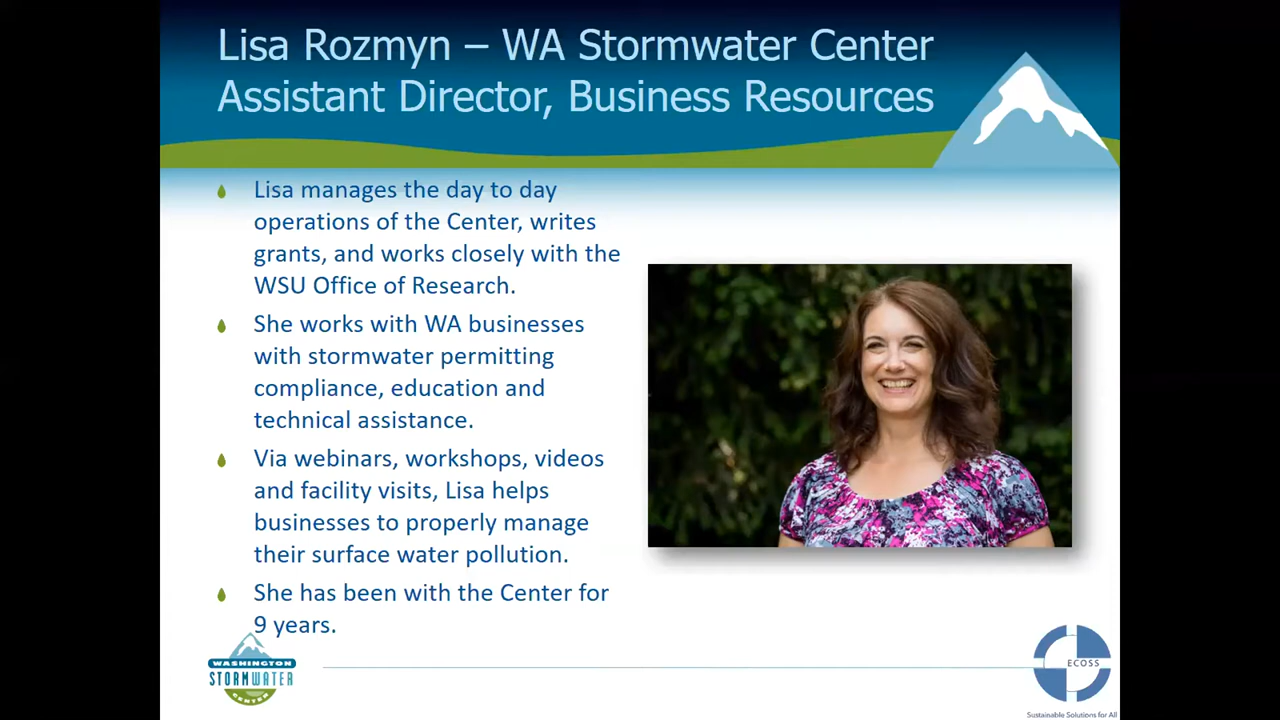 Lisa Rozmyn – WA Stormwater Center
Assistant Director, Business Resources
Lisa manages the day to day
operations of the Center, writes
grants, and works closely with the
WSU Office of Research.
She works with WA businesses
with stormwater permitting
compliance, education and
technical assistance.
Via webinars, workshops, videos
and facility visits, Lisa helps
businesses to properly manage
their surface water pollution.
She has been with the Center for
9 years.
WASHINGTON
STORMWATER
CENTER
ECOSS
Sustainable Solutions for All